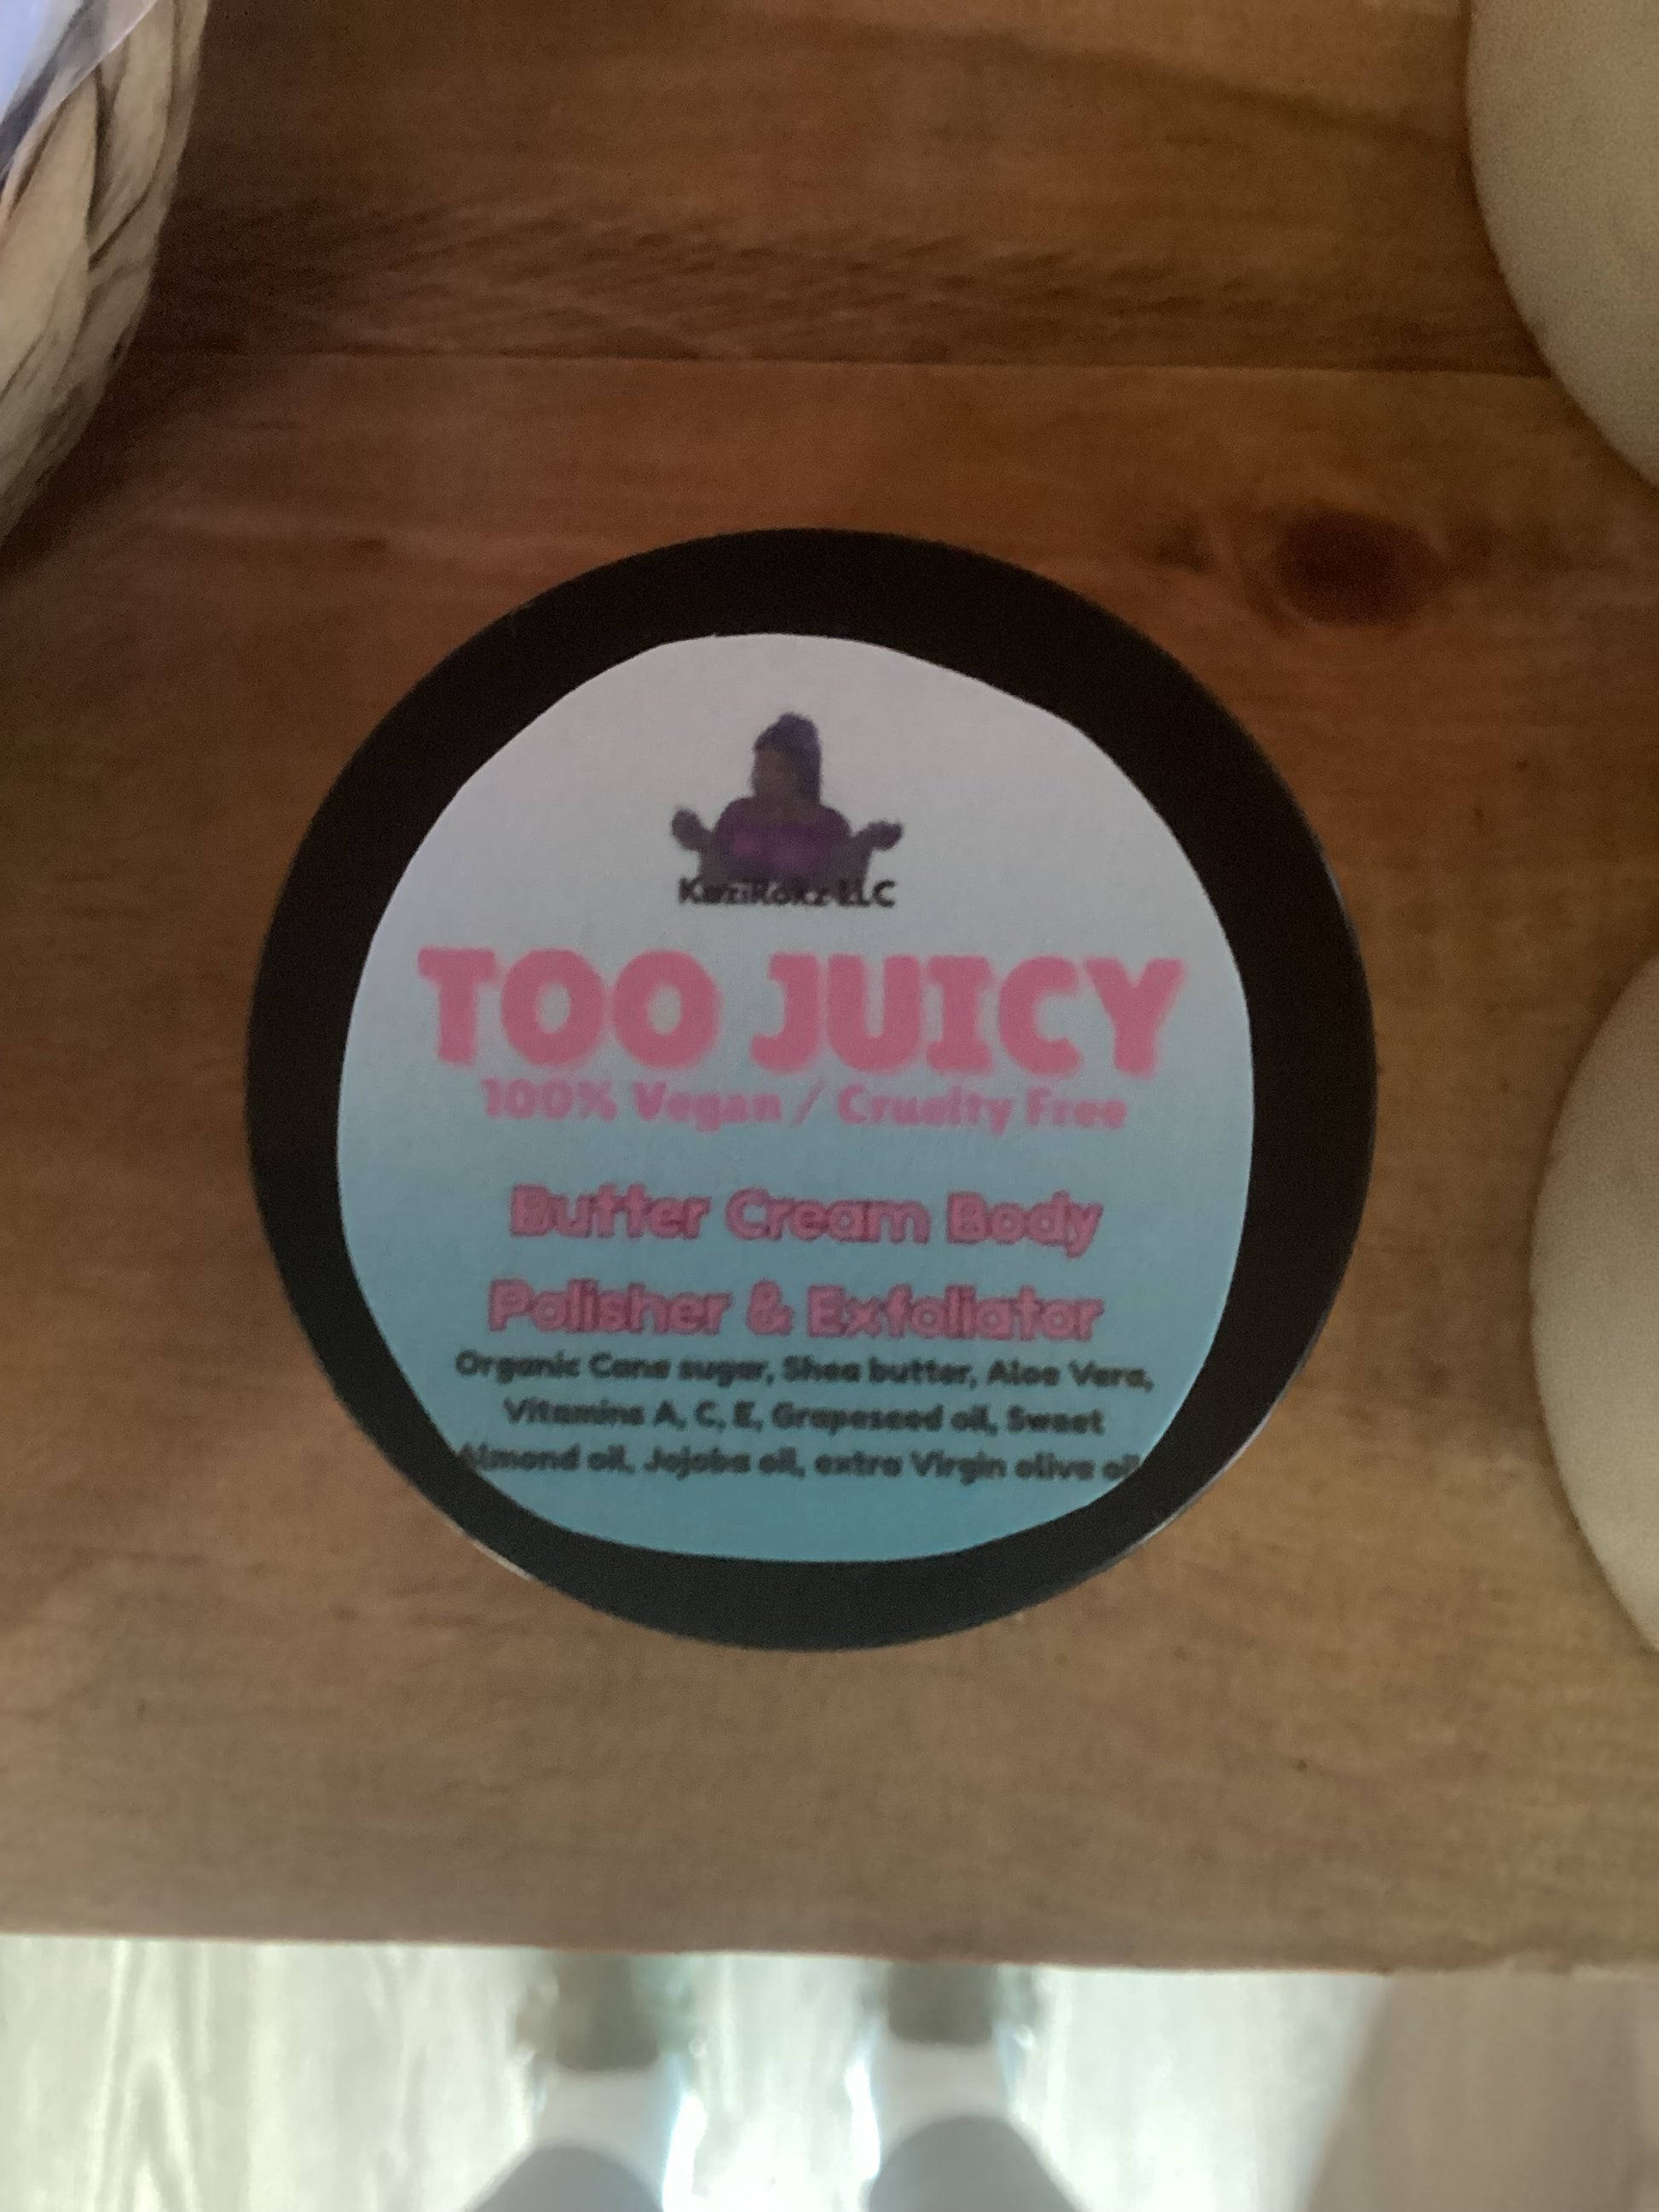 LLC
TOO JUICY
100% Vegan / Cruelty Free
Butter Cream Body
Polisher & Exfoliator
Organic Cane sugar, Shea butter, Aloe Vera,
Vitamins A, C, E, Grapeseed oil, Sweet
Almond oil, Jojoba oil, extra Virgin olive oil